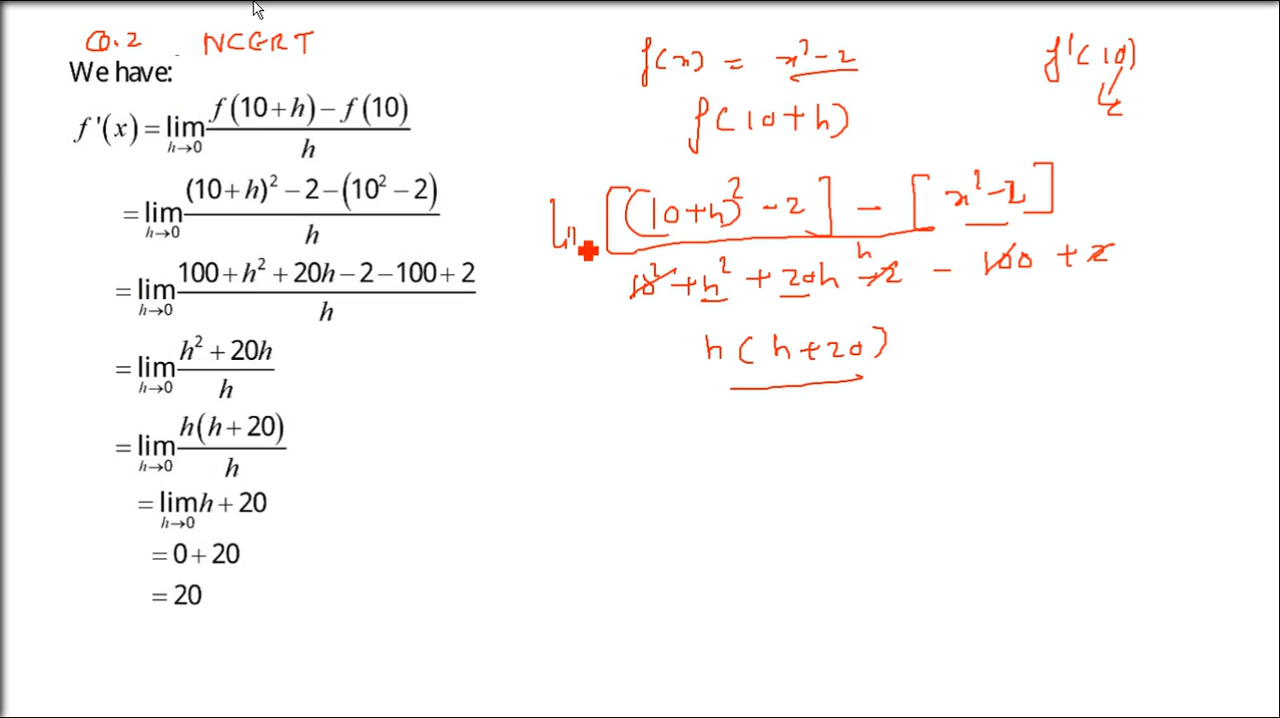 Q.2 NCERT
We have:
f'(x) = lim h→0 f(10+h) − f(10) / h
= lim h→0 (10+h)² − 2 − (10² − 2) / h
= lim h→0 100 + h² + 20h − 2 − 100 + 2 / h
= lim h→0 h² + 20h / h
= lim h→0 h(h+20) / h
= lim h→0 h + 20
= 0 + 20
= 20
f(x) = x² − 2
f'(10)
f(10+h)
[(10+h)² − 2] − [x² − 2]
h
10² + h² + 20h − 2 − 100 + 2
h(h+20)